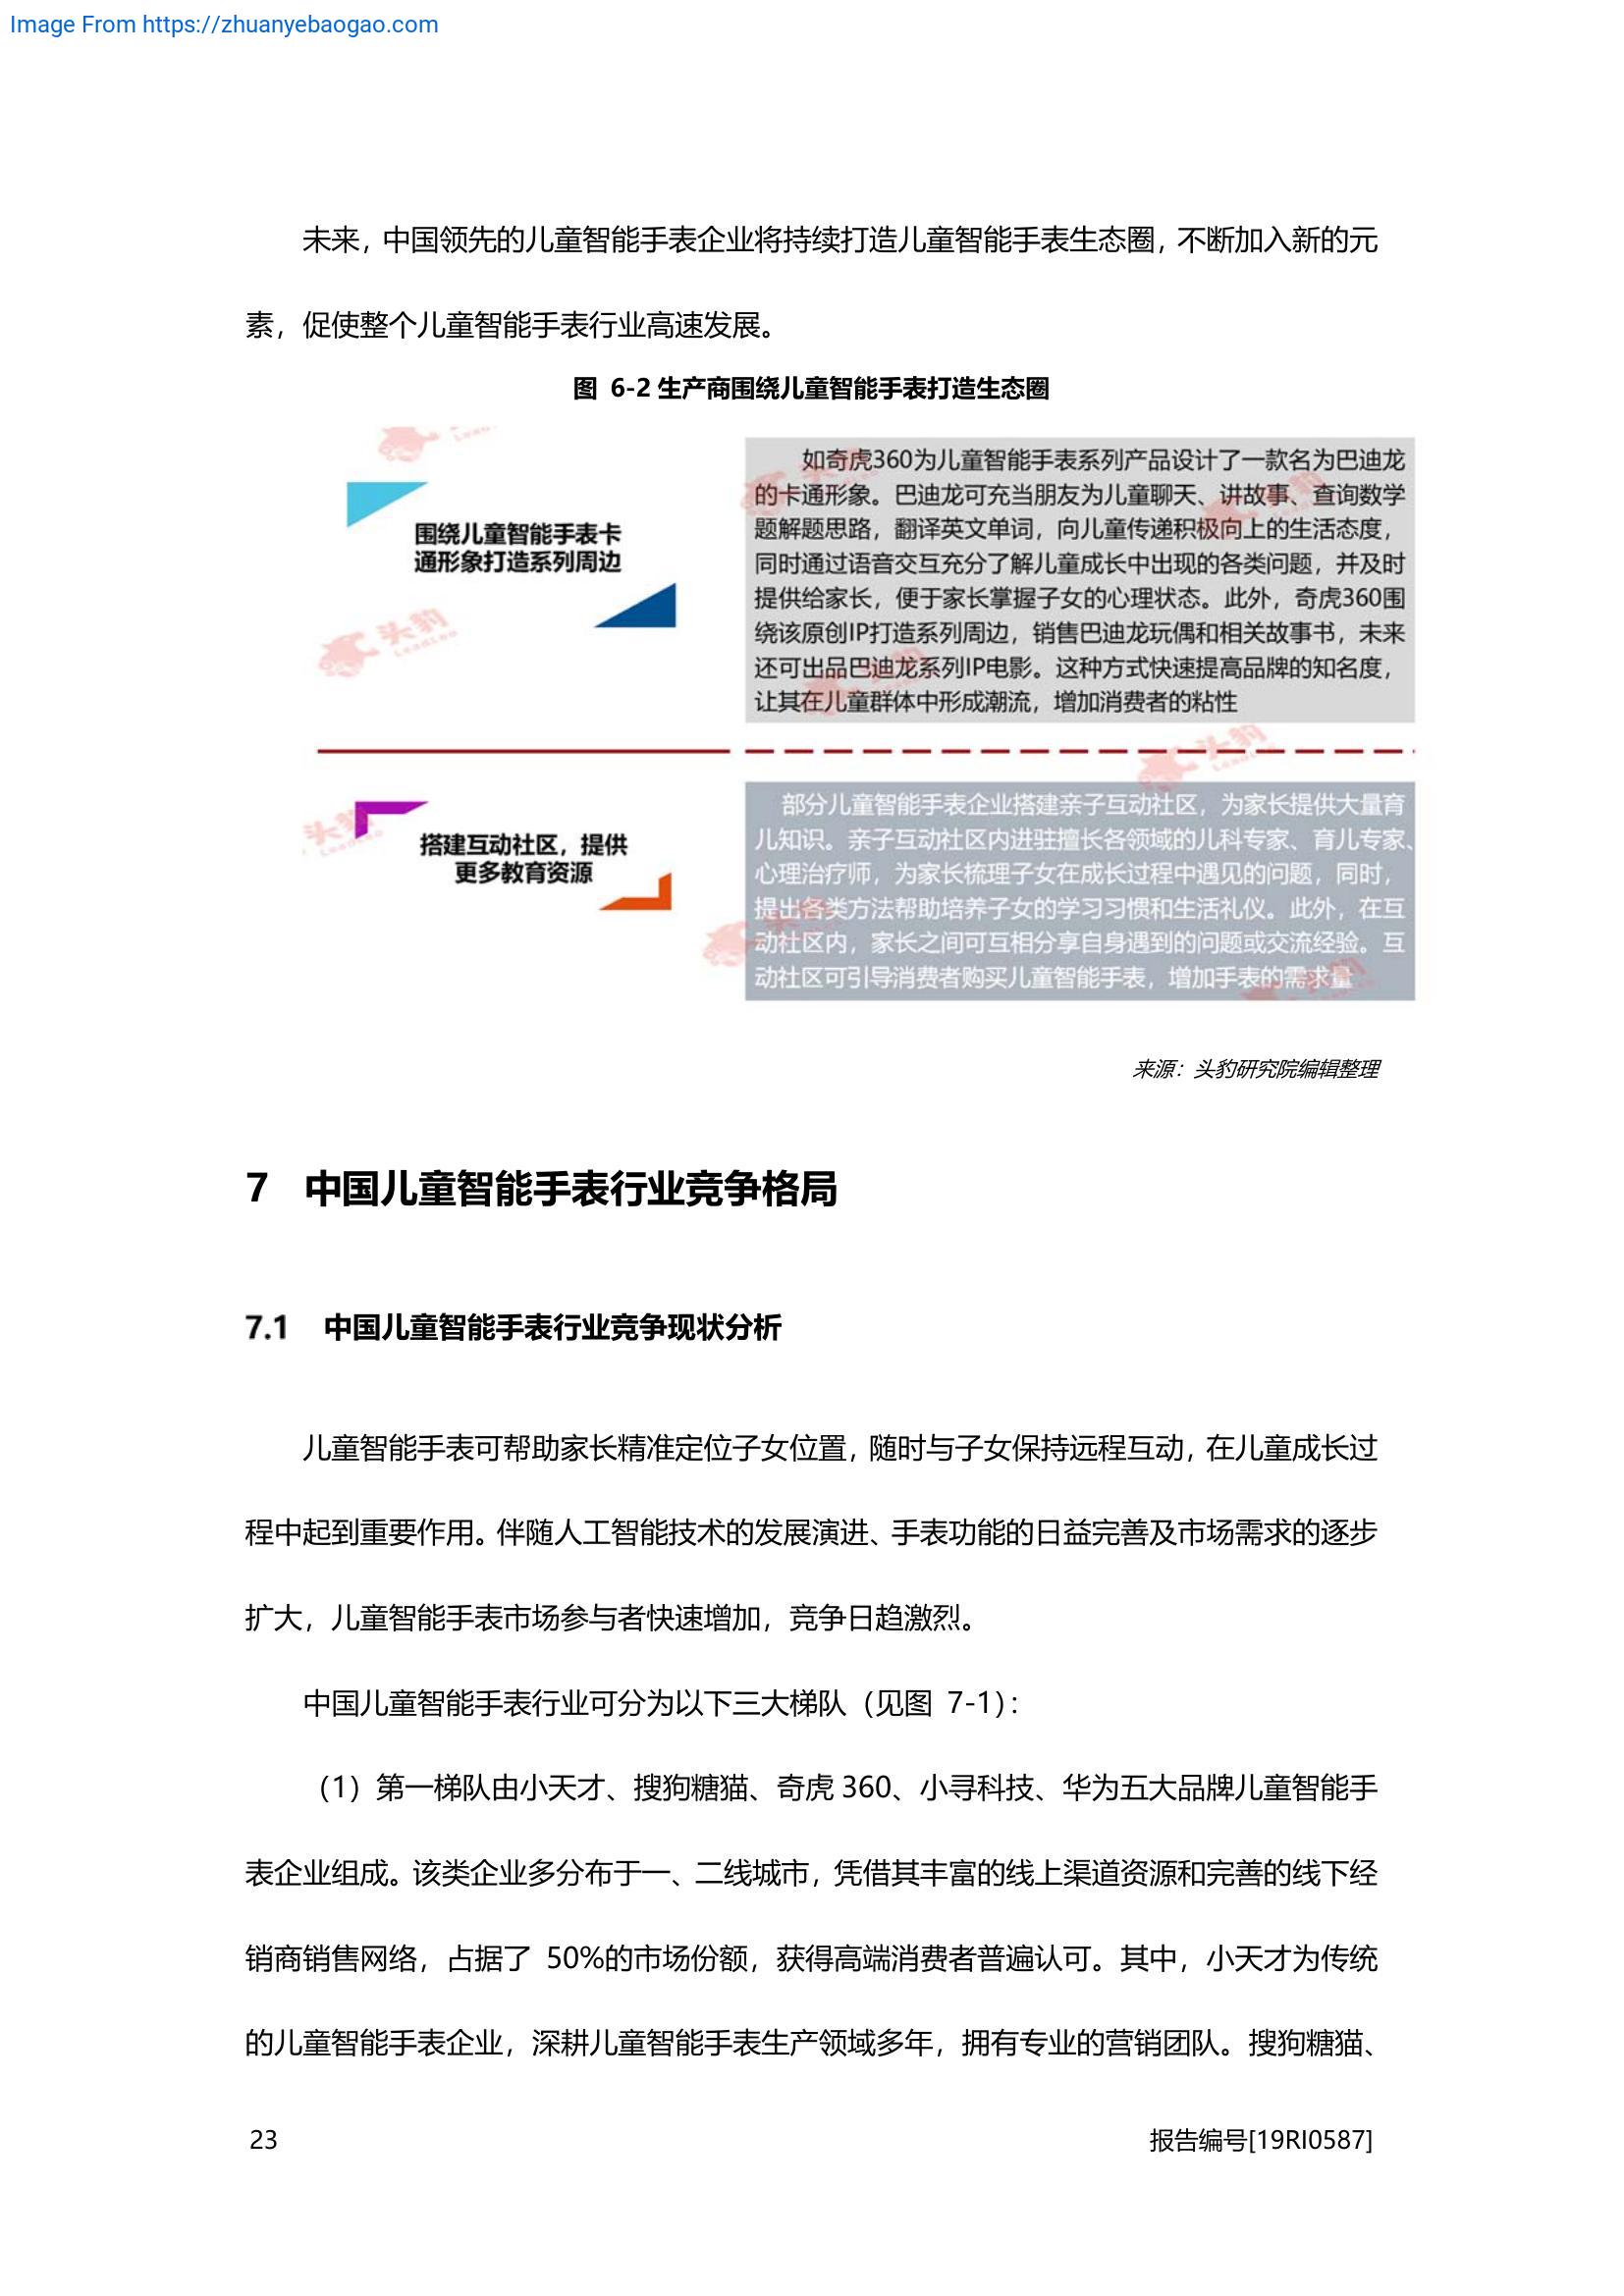 Image From https://zhuanyebaogao.com
未来，中国领先的儿童智能手表企业将持续打造儿童智能手表生态圈，不断加入新的元
素，促使整个儿童智能手表行业高速发展。
图 6-2 生产商围绕儿童智能手表打造生态圈
围绕儿童智能手表卡
通形象打造系列周边
如奇虎360为儿童智能手表系列产品设计了一款名为巴迪龙
的卡通形象。巴迪龙可充当朋友为儿童聊天、讲故事、查询数学
题解题思路，翻译英文单词，向儿童传递积极向上的生活态度，
同时通过语音交互充分了解儿童成长中出现的各类问题，并及时
提供给家长，便于家长掌握子女的心理状态。此外，奇虎360围
绕该原创IP打造系列周边，销售巴迪龙玩偶和相关故事书，未来
还可出品巴迪龙系列IP电影。这种方式快速提高品牌的知名度，
让其在儿童群体中形成潮流，增加消费者的粘性
搭建互动社区，提供
更多教育资源
部分儿童智能手表企业搭建亲子互动社区，为家长提供大量育
儿知识。亲子互动社区内进驻擅长各领域的儿科专家、育儿专家、
心理治疗师，为家长梳理子女在成长过程中遇见的问题，同时，
提出各类方法帮助培养子女的学习习惯和生活礼仪。此外，在互
动社区内，家长之间可互相分享自身遇到的问题或交流经验。互
动社区可引导消费者购买儿童智能手表，增加手表的需求量
头豹
LeadLeo
来源：头豹研究院编辑整理
7 中国儿童智能手表行业竞争格局
7.1 中国儿童智能手表行业竞争现状分析
儿童智能手表可帮助家长精准定位子女位置，随时与子女保持远程互动，在儿童成长过
程中起到重要作用。伴随人工智能技术的发展演进、手表功能的日益完善及市场需求的逐步
扩大，儿童智能手表市场参与者快速增加，竞争日趋激烈。
中国儿童智能手表行业可分为以下三大梯队（见图 7-1）：
（1）第一梯队由小天才、搜狗糖猫、奇虎 360、小寻科技、华为五大品牌儿童智能手
表企业组成。该类企业多分布于一、二线城市，凭借其丰富的线上渠道资源和完善的线下经
销商销售网络，占据了 50%的市场份额，获得高端消费者普遍认可。其中，小天才为传统
的儿童智能手表企业，深耕儿童智能手表生产领域多年，拥有专业的营销团队。搜狗糖猫、
23
报告编号[19RI0587]